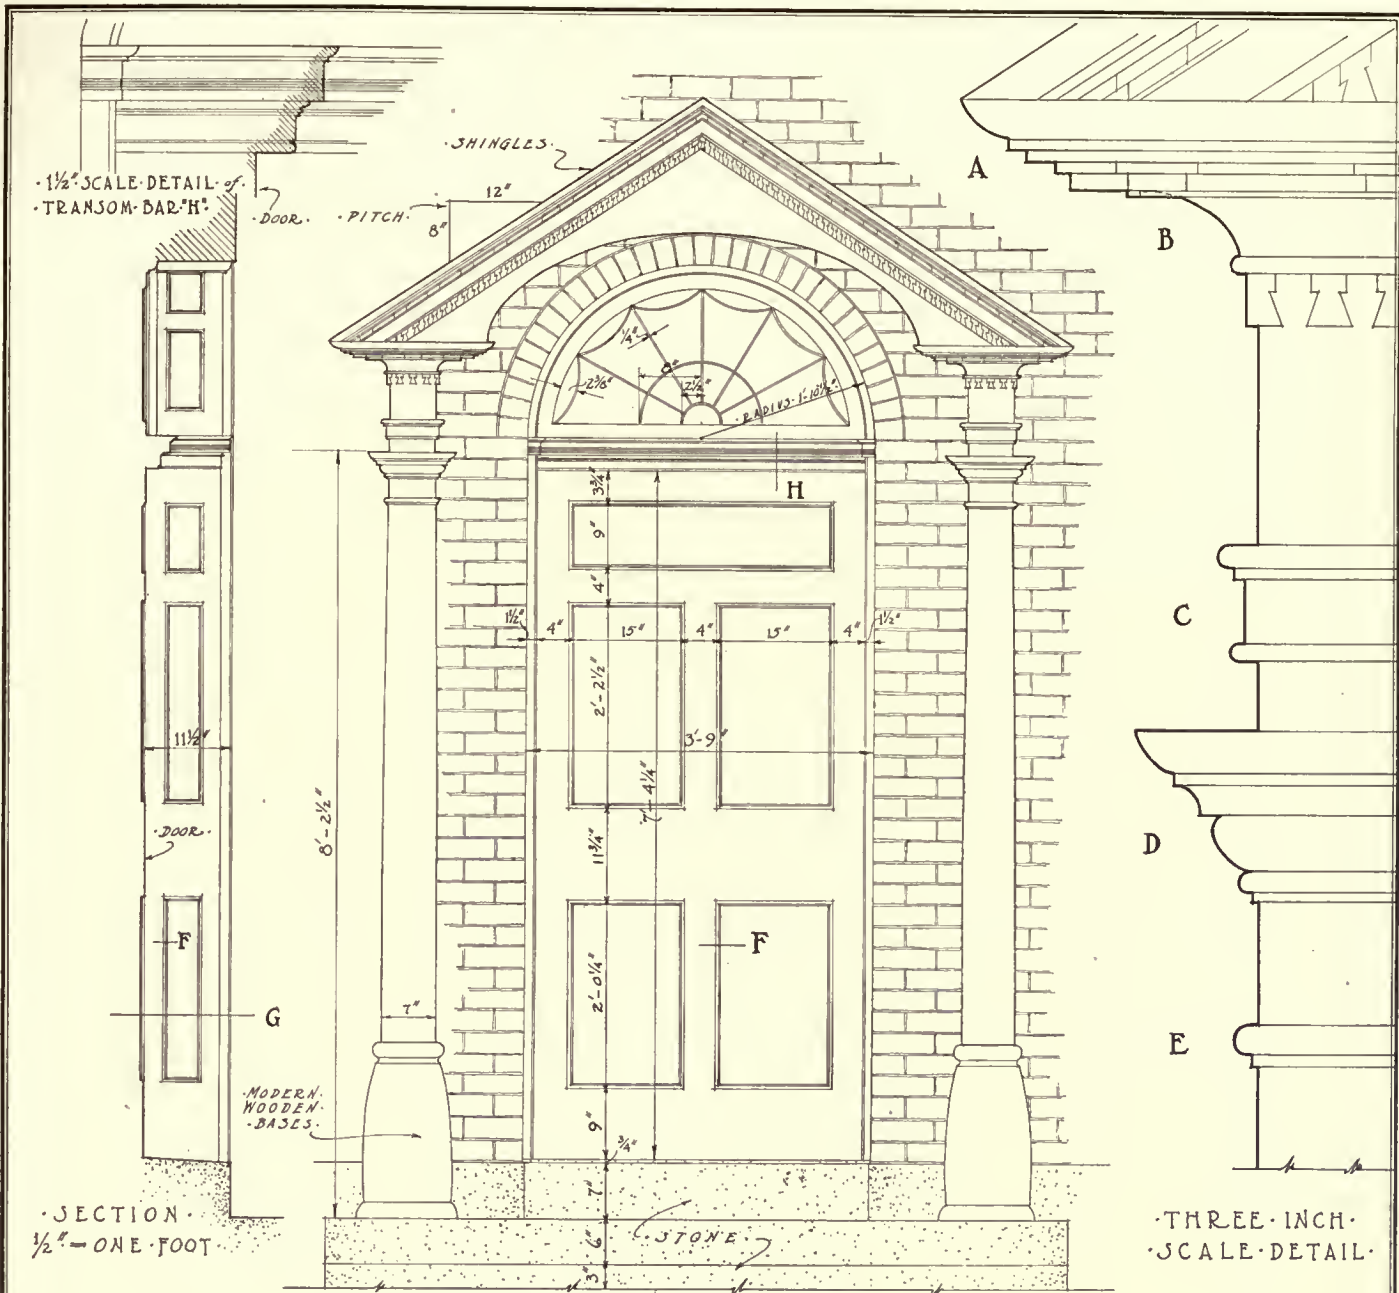 ·1½"·SCALE·DETAIL·of·
·TRANSOM·BAR·"H"·
·DOOR·
·PITCH·
12"
8"
·SHINGLES·
A
B
¼"
2⅜"
8"
2½"
·RADIUS·1'-10½"·
H
3¾"
9"
4"
1½"
4"
15"
4"
15"
4"
1½"
2'-2½"
3'-9"
7'-4¼"
11¾"
2'-0¼"
9"
¾"
7"
6"
3"
11½"
·DOOR·
F
G
8'-2½"
7"
F
·MODERN·
WOODEN·
·BASES·
·STONE·
C
D
E
·SECTION·
½"=ONE·FOOT·
·THREE·INCH·
·SCALE·DETAIL·